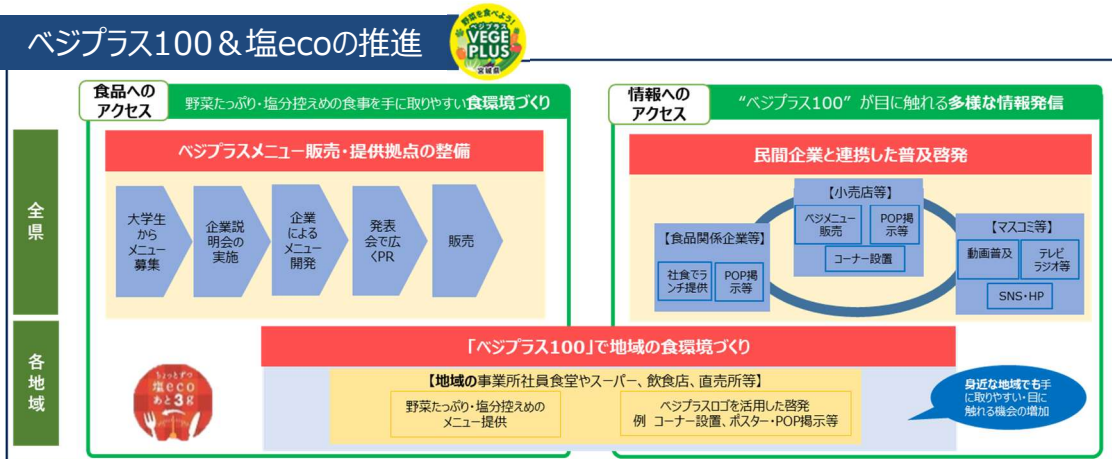 ベジプラス100＆塩ecoの推進
野菜を食べよう!
ベジプラス
VEGE
PLUS
宮城県
食品への
アクセス
野菜たっぷり・塩分控えめの食事を手に取りやすい食環境づくり
情報への
アクセス
“ベジプラス100” が目に触れる多様な情報発信
全県
ベジプラスメニュー販売・提供拠点の整備
大学生
から
メニュー
募集
企業説
明会の
実施
企業
による
メニュー
開発
発表
会で広
くPR
販売
民間企業と連携した普及啓発
【食品関係企業等】
社食でラ
ンチ提供
POP掲
示等
【小売店等】
ベジメニュー
販売
POP掲
示等
コーナー設置
【マスコミ等】
動画普及
テレビ
ラジオ等
SNS・HP
各地域
「ベジプラス100」で地域の食環境づくり
ちょっとずつ
塩eco
あと3g
【地域の事業所社員食堂やスーパー、飲食店、直売所等】
野菜たっぷり・塩分控えめの
メニュー提供
ベジプラスロゴを活用した啓発
例 コーナー設置、ポスター・POP掲示等
身近な地域でも手
に取りやすい・目に
触れる機会の増加